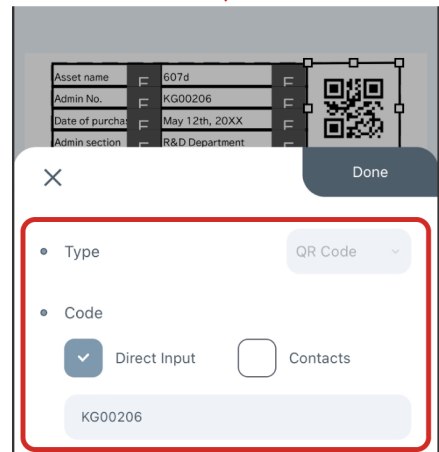 Asset name F 607d F
Admin No. F KG00206 F
Date of purchas F May 12th, 20XX F
Admin section R&D Department
Done
Type QR Code
Code
Direct Input Contacts
KG00206